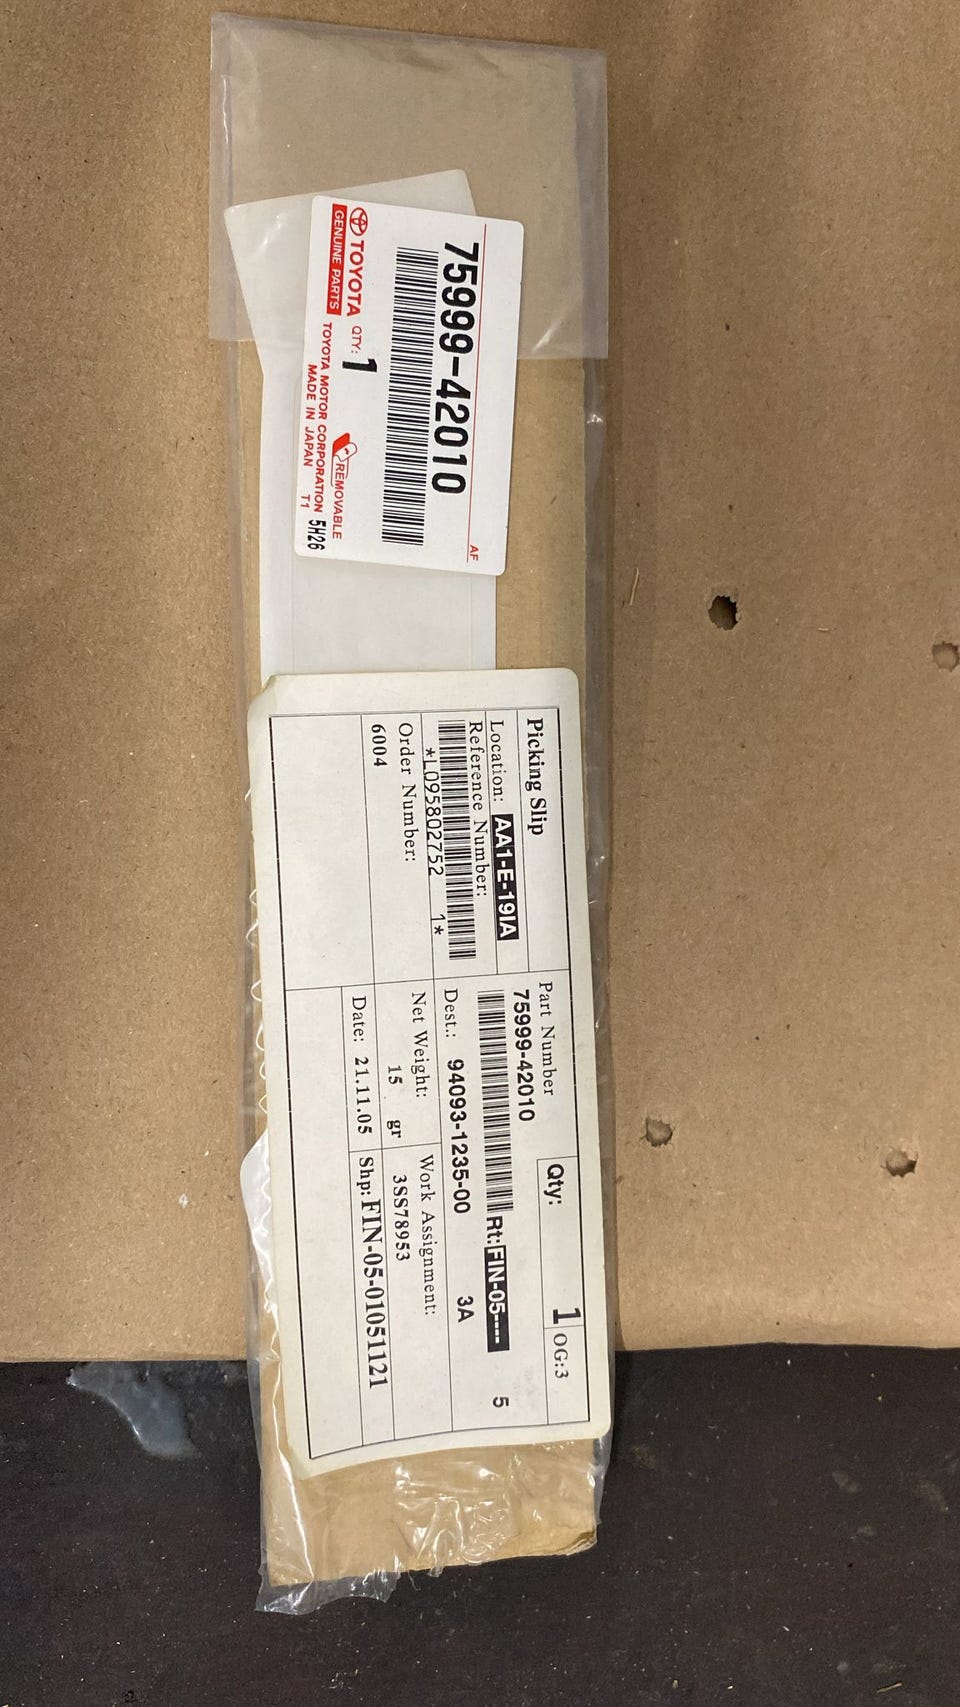 AF
75999-42010
TOYOTA QTY: 1
GENUINE PARTS
REMOVABLE
TOYOTA MOTOR CORPORATION 5H26
MADE IN JAPAN T1
Picking Slip
Location: AA1-E-19IA
Reference Number:
*L095802752 1*
Order Number:
6004
Part Number
75999-42010
Qty: 1 OG:3
Rt: FIN-05---- 5
Dest.: 94093-1235-00 3A
Net Weight:
15 gr
Work Assignment:
3SS78953
Date: 21.11.05
Shp: FIN-05-01051121